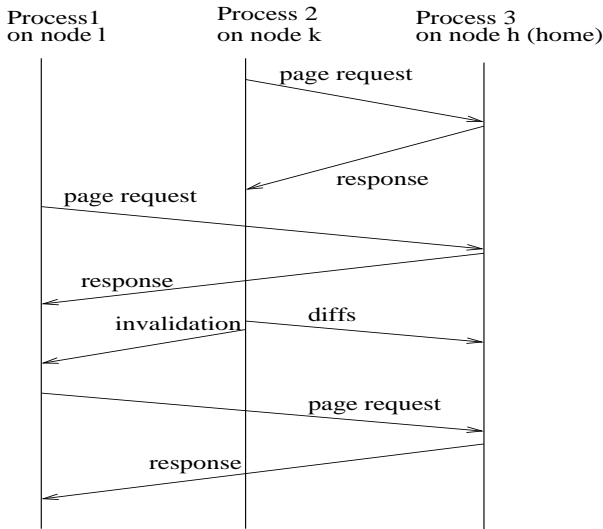 Process1
on node l
Process 2
on node k
Process 3
on node h (home)
page request
response
page request
response
invalidation
diffs
page request
response